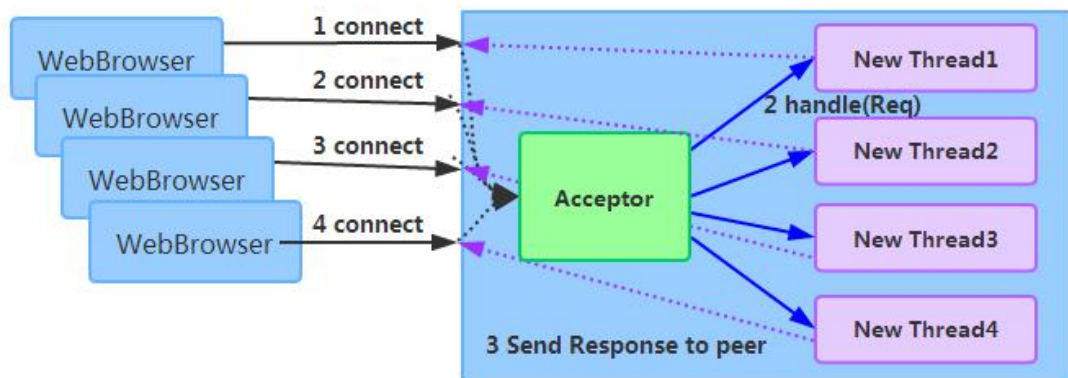 1 connect
WebBrowser
New Thread1
2 connect
2 handle(Req)
WebBrowser
3 connect
New Thread2
WebBrowser
Acceptor
4 connect
WebBrowser
New Thread3
New Thread4
3 Send Response to peer